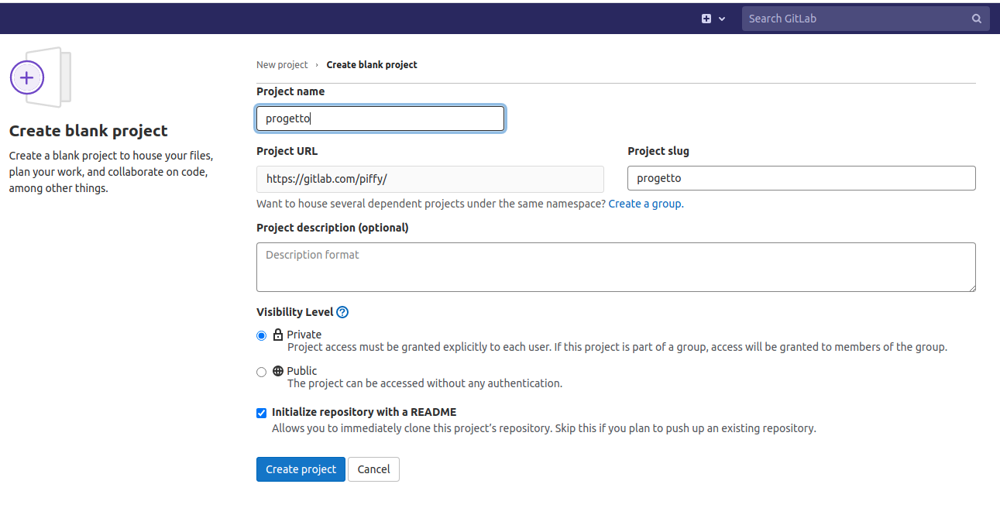 Search GitLab
New project › Create blank project
Create blank project
Create a blank project to house your files,
plan your work, and collaborate on code,
among other things.
Project name
progetto
Project URL
https://gitlab.com/piffy/
Project slug
progetto
Want to house several dependent projects under the same namespace? Create a group.
Project description (optional)
Description format
Visibility Level ?
Private
Project access must be granted explicitly to each user. If this project is part of a group, access will be granted to members of the group.
Public
The project can be accessed without any authentication.
Initialize repository with a README
Allows you to immediately clone this project’s repository. Skip this if you plan to push up an existing repository.
Create project
Cancel